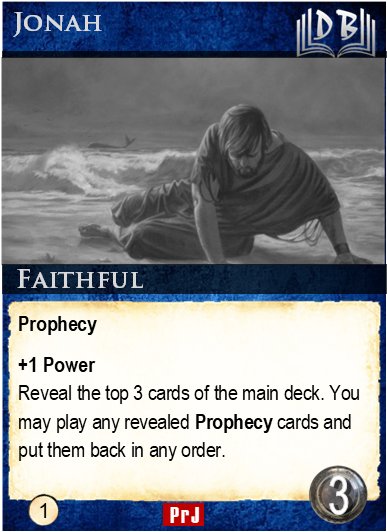 JONAH
DB
FAITHFUL
Prophecy
+1 Power
Reveal the top 3 cards of the main deck. You
may play any revealed Prophecy cards and
put them back in any order.
1
PrJ
3